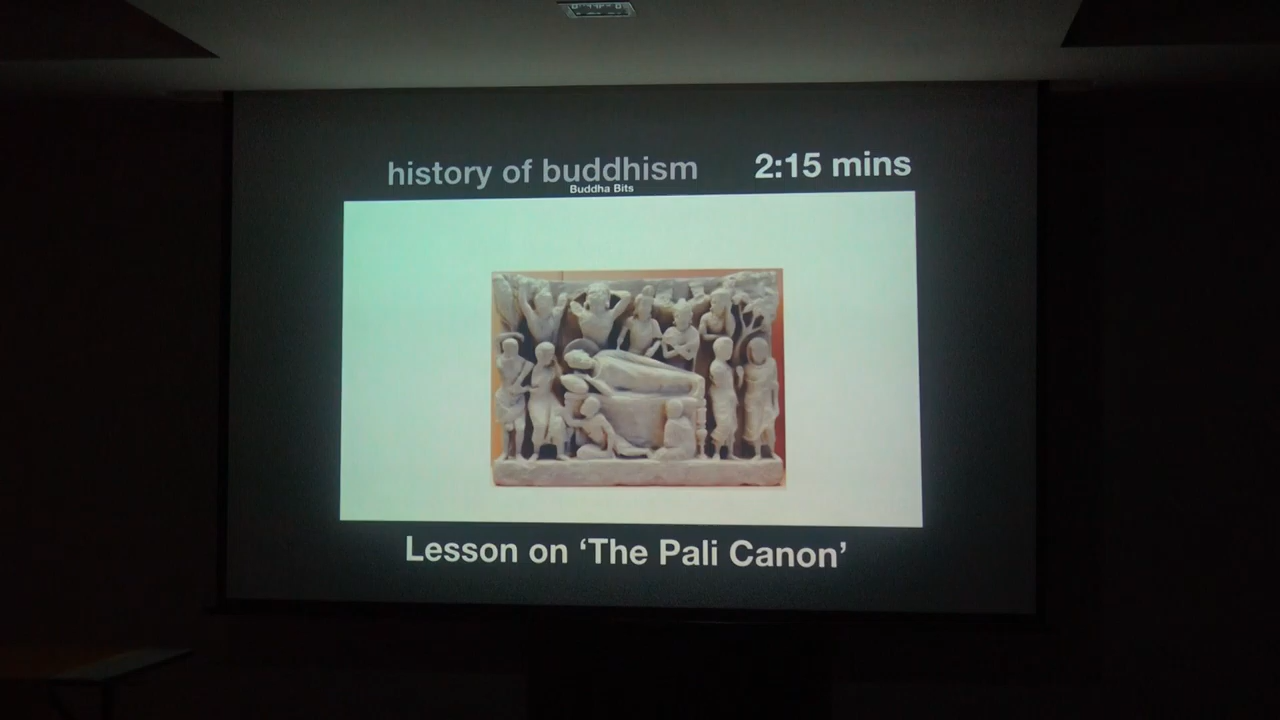 history of buddhism 2:15 mins
Buddha Bits
Lesson on ‘The Pali Canon’